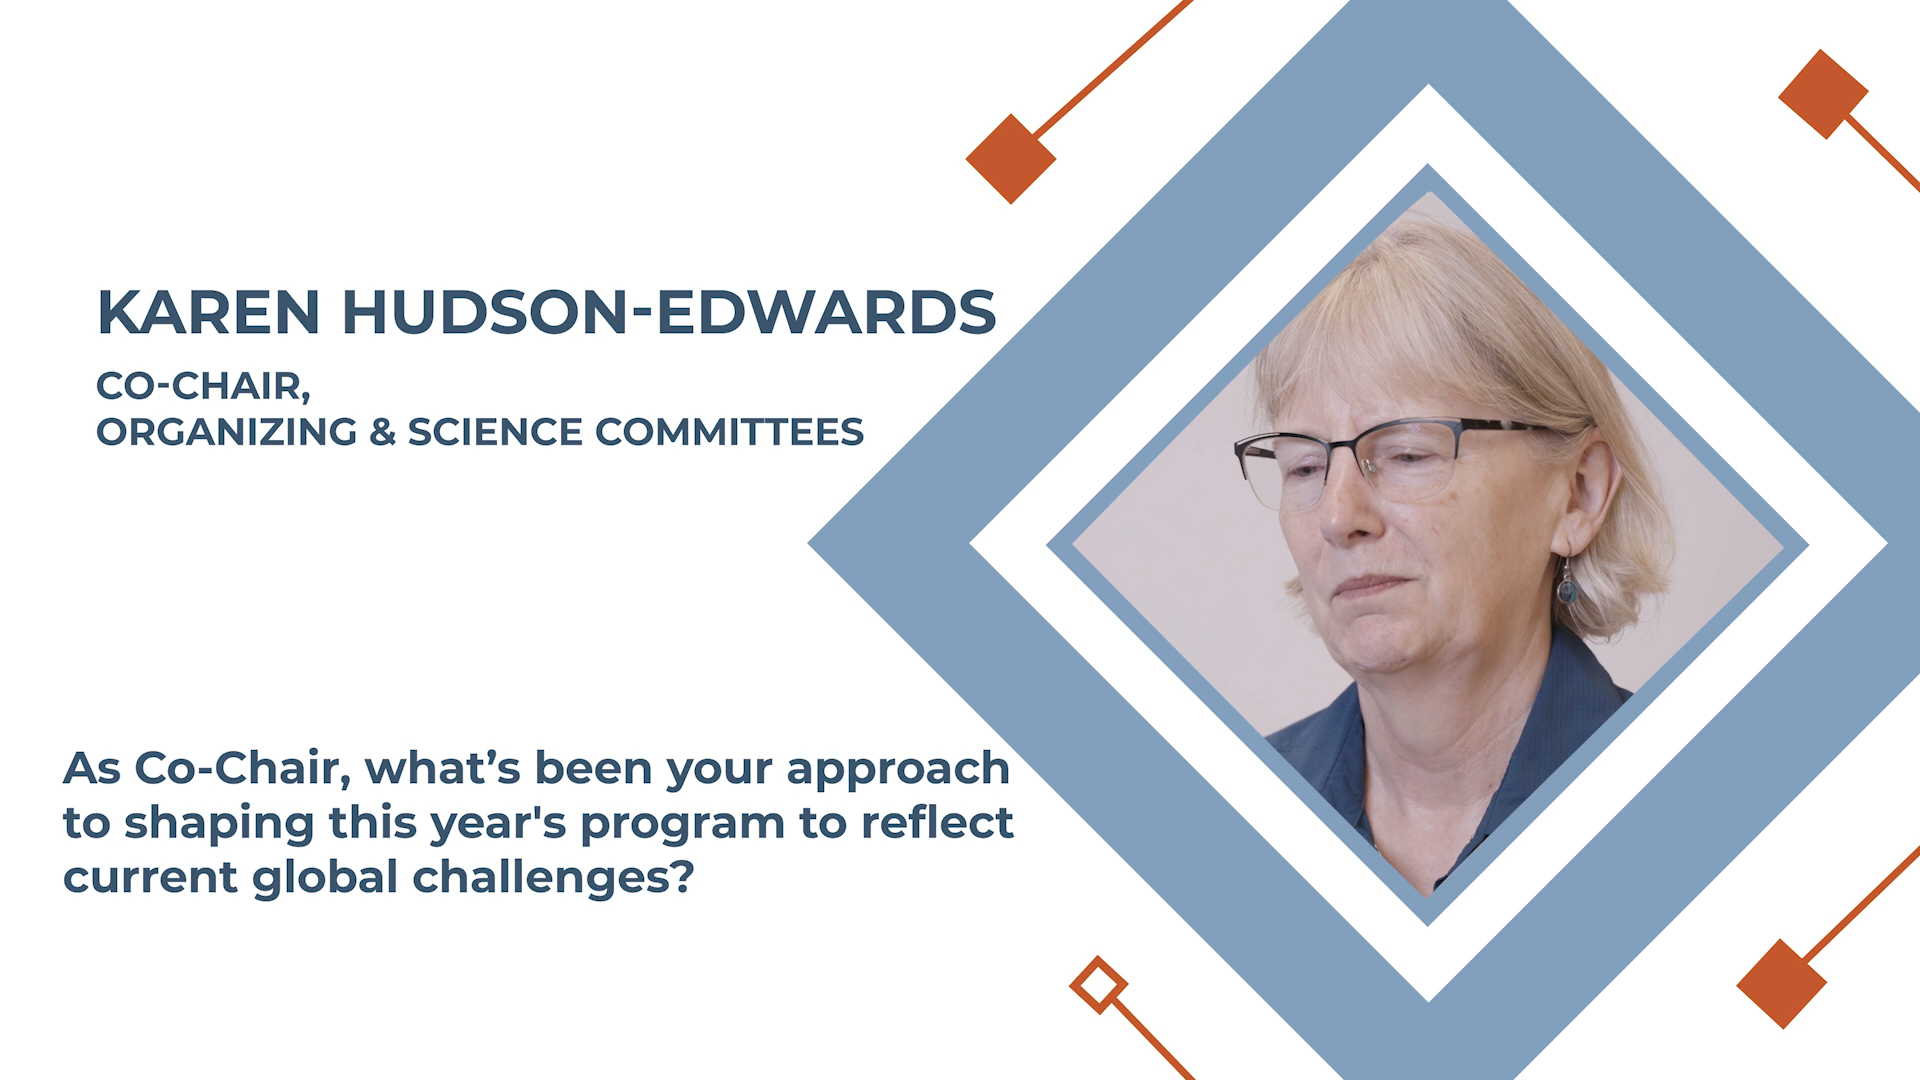 KAREN HUDSON-EDWARDS
CO-CHAIR,
ORGANIZING & SCIENCE COMMITTEES
As Co-Chair, what’s been your approach
to shaping this year's program to reflect
current global challenges?